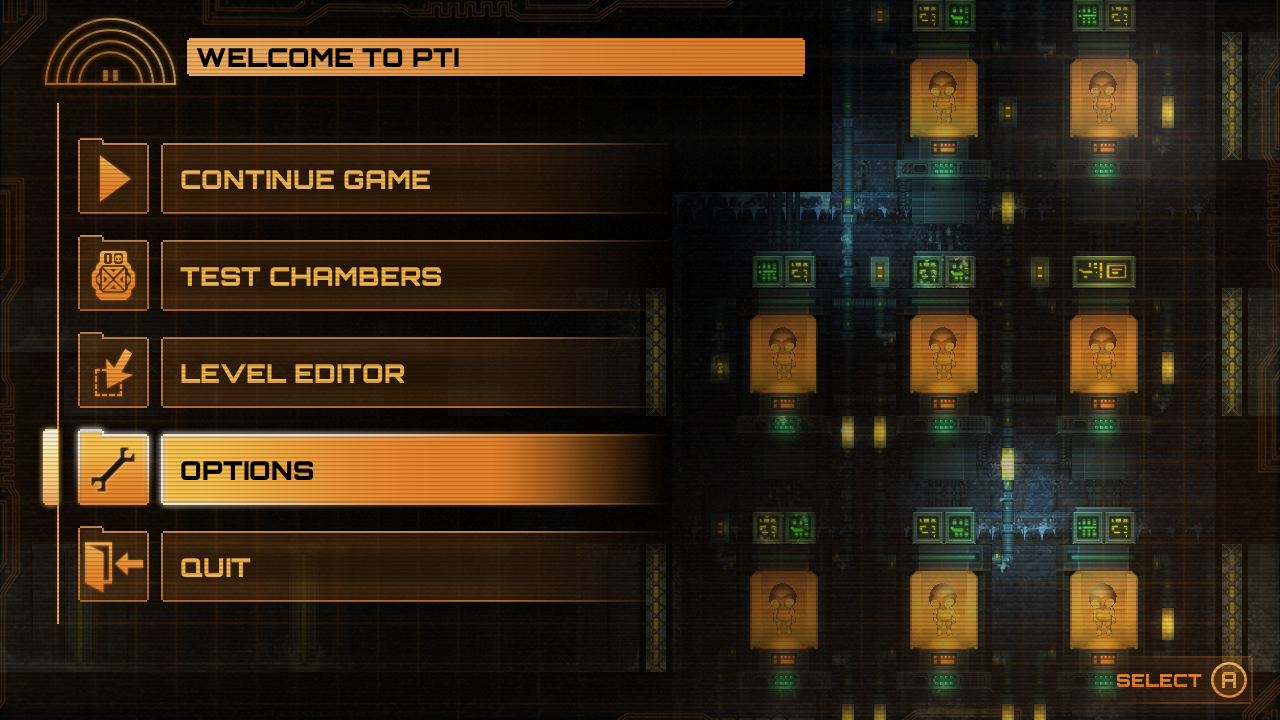 WELCOME TO PTI
CONTINUE GAME
TEST CHAMBERS
LEVEL EDITOR
OPTIONS
QUIT
SELECT A